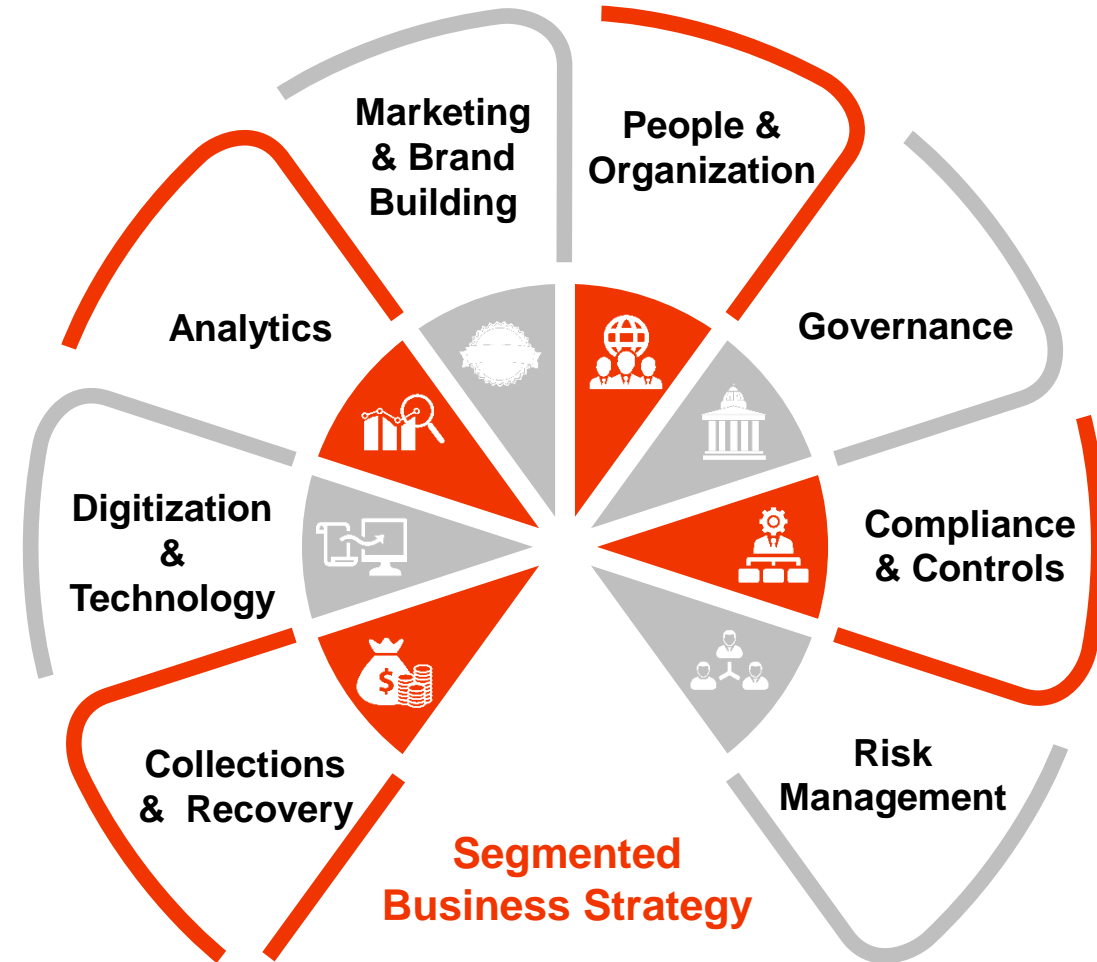 Marketing
& Brand
Building
People &
Organization
Governance
Compliance
& Controls
Risk
Management
Segmented
Business Strategy
Collections
& Recovery
Digitization
&
Technology
Analytics
$